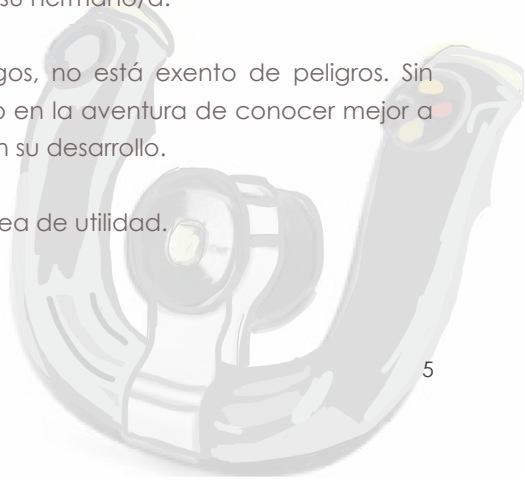 su hermano/a.
gos, no está exento de peligros. Sin
en la aventura de conocer mejor a
su desarrollo.
ea de utilidad.
5